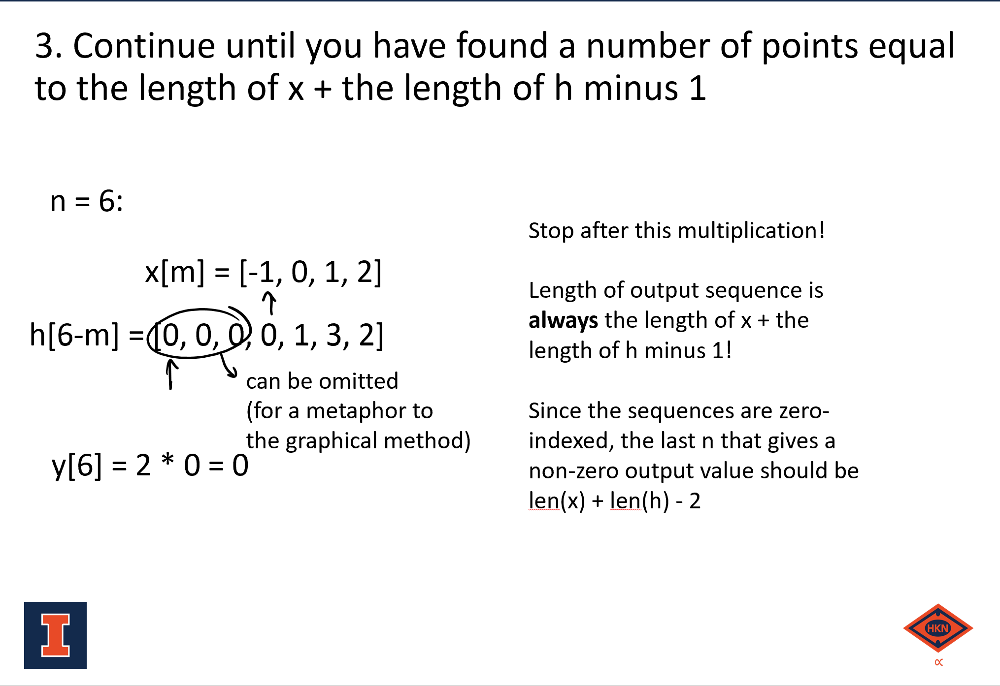 3. Continue until you have found a number of points equal
to the length of x + the length of h minus 1
n = 6:
x[m] = [-1, 0, 1, 2]
h[6-m] = [0, 0, 0, 0, 1, 3, 2]
can be omitted
(for a metaphor to
the graphical method)
y[6] = 2 * 0 = 0
Stop after this multiplication!
Length of output sequence is
always the length of x + the
length of h minus 1!
Since the sequences are zero-
indexed, the last n that gives a
non-zero output value should be
len(x) + len(h) - 2
I
HKN
∝